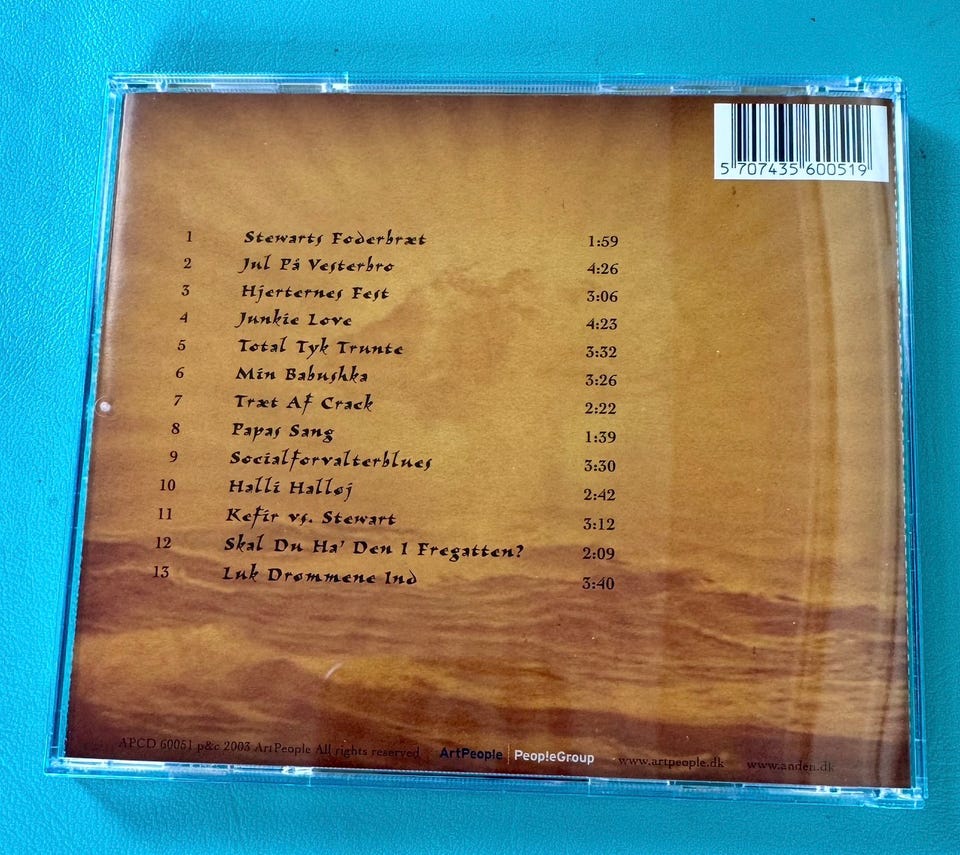 5 707435 600519
1 Stewarts Foderbræt 1:59
2 Jul På Vesterbro 4:26
3 Hjerternes Fest 3:06
4 Junkie Love 4:23
5 Total Tyk Trunte 3:32
6 Min Babushka 3:26
7 Træt Af Crack 2:22
8 Papas Sang 1:39
9 Socialforvalterblues 3:30
10 Halli Halløj 2:42
11 Kefir vs. Stewart 3:12
12 Skal Du Ha' Den I Fregatten? 2:09
13 Luk Drømmene Ind 3:40
APCD 60051 p&c 2003 ArtPeople All rights reserved ArtPeople Peop!eGroup www.artpeople.dk www.anden.dk